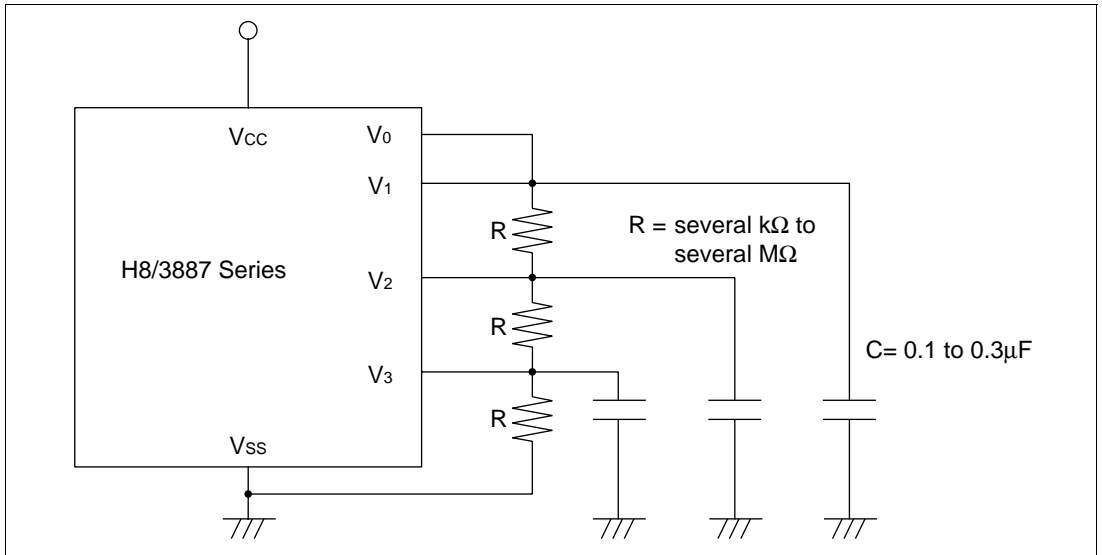 VCC
V0
V1
R
R = several kΩ to
several MΩ
H8/3887 Series
V2
R
C= 0.1 to 0.3μF
V3
R
VSS